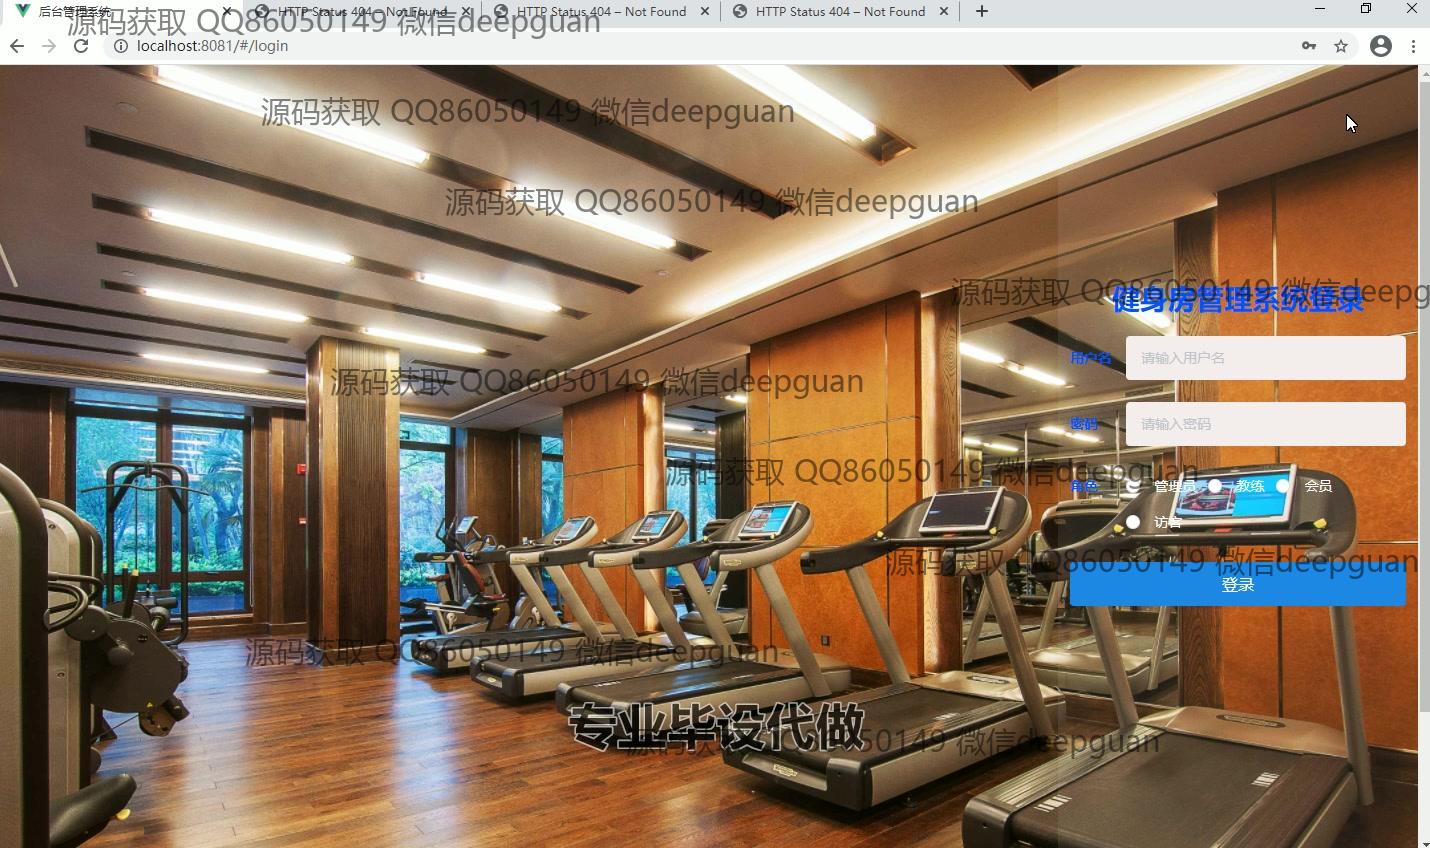 后台管理系统
HTTP Status 404 – Not Found
HTTP Status 404 – Not Found
HTTP Status 404 – Not Found
源码获取 QQ86050149 微信deepguan
localhost:8081/#/login
源码获取 QQ86050149 微信deepguan
源码获取 QQ86050149 微信deepguan
源码获取 QQ86050149 微信deepg
健身房管理系统登录
用户名
请输入用户名
源码获取 QQ86050149 微信deepguan
密码
请输入密码
源码获取 QQ86050149 微信deepguan
角色
管理员
教练
会员
访客
源码获取 QQ86050149 微信deepguan
登录
源码获取 QQ86050149 微信deepguan
专业毕设代做
源码获取 QQ86050149 微信deepguan